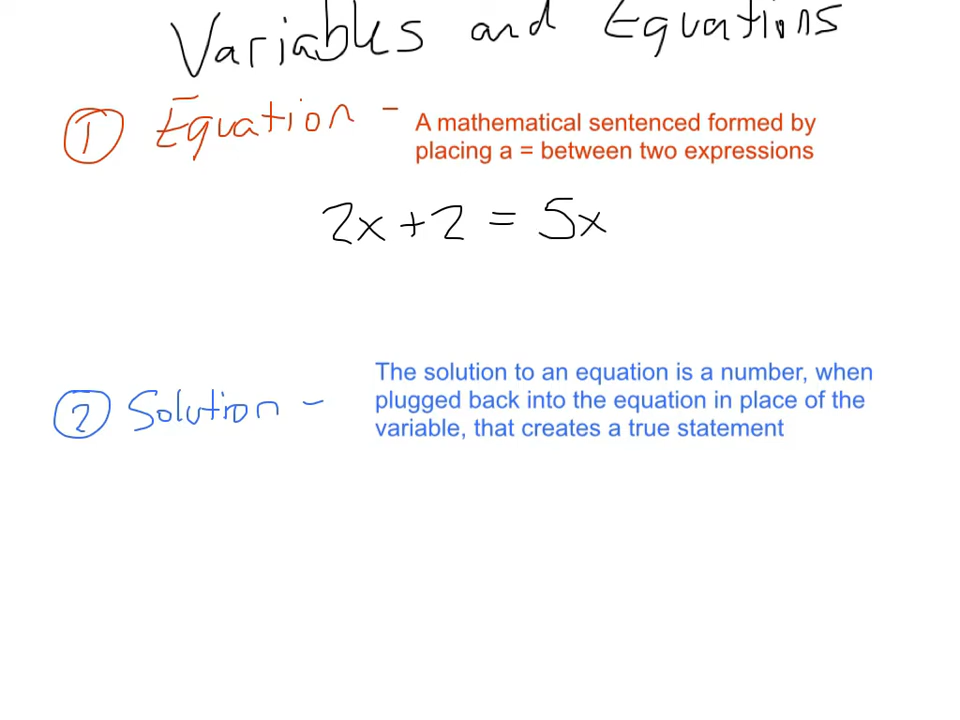 Variables and Equations
① Equation - A mathematical sentenced formed by
placing a = between two expressions
2x + 2 = 5x
② Solution - The solution to an equation is a number, when
plugged back into the equation in place of the
variable, that creates a true statement